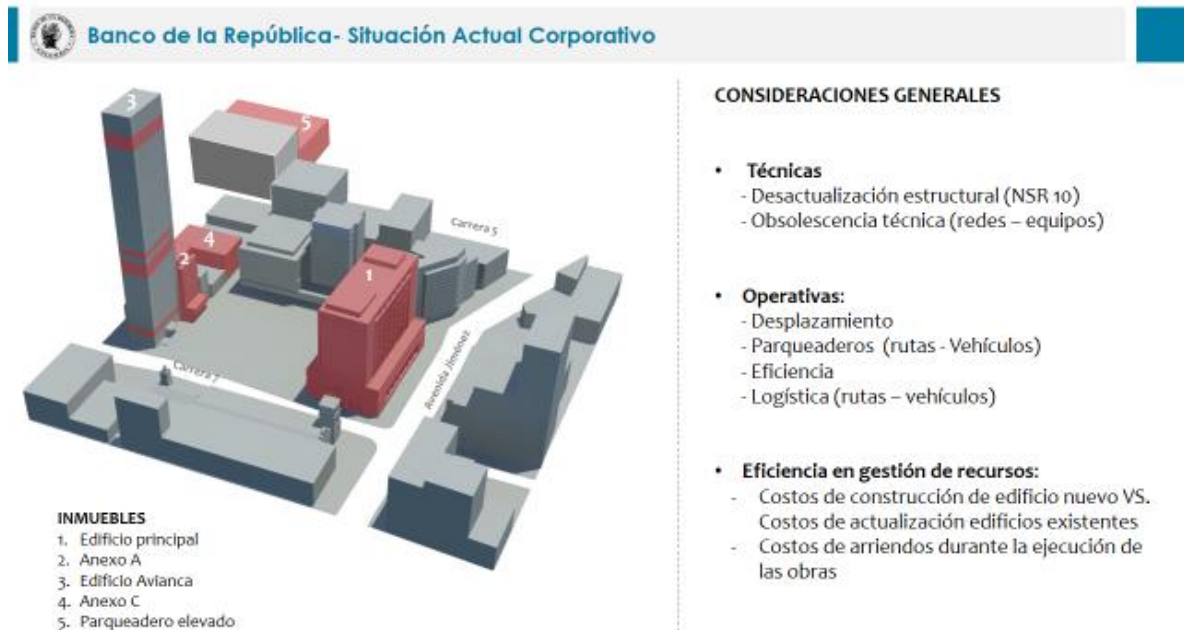 Banco de la República- Situación Actual Corporativo
3
5
4
2
1
Carrera 5
Carrera 7
Avenida Jiménez
INMUEBLES
1. Edificio principal
2. Anexo A
3. Edificio Avianca
4. Anexo C
5. Parqueadero elevado
CONSIDERACIONES GENERALES
• Técnicas
- Desactualización estructural (NSR 10)
- Obsolescencia técnica (redes – equipos)
• Operativas:
- Desplazamiento
- Parqueaderos (rutas - Vehículos)
- Eficiencia
- Logística (rutas – vehículos)
• Eficiencia en gestión de recursos:
- Costos de construcción de edificio nuevo VS.
Costos de actualización edificios existentes
- Costos de arriendos durante la ejecución de
las obras